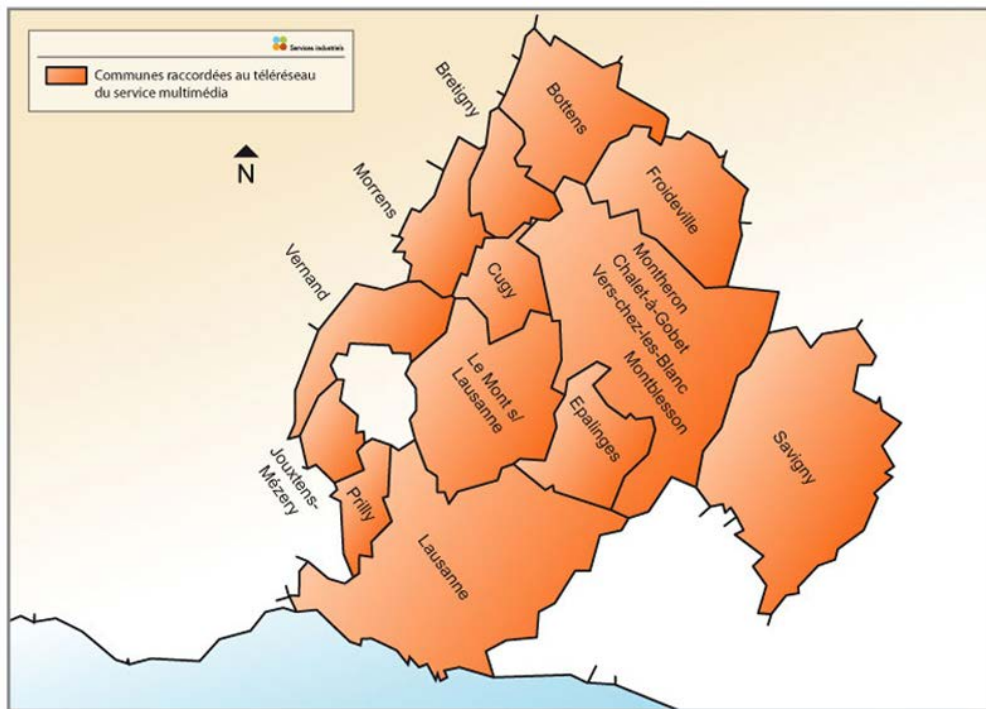 Services industriels
Communes raccordées au téléréseau
du service multimédia
N
Bretigny
Bottens
Morrens
Froideville
Vernand
Cugy
Montheron
Chalet-à-Gobet
Vers-chez-les-Blanc
Montblesson
Le Mont s/
Lausanne
Epalinges
Savigny
Jouxtens-
Mézery
Prilly
Lausanne